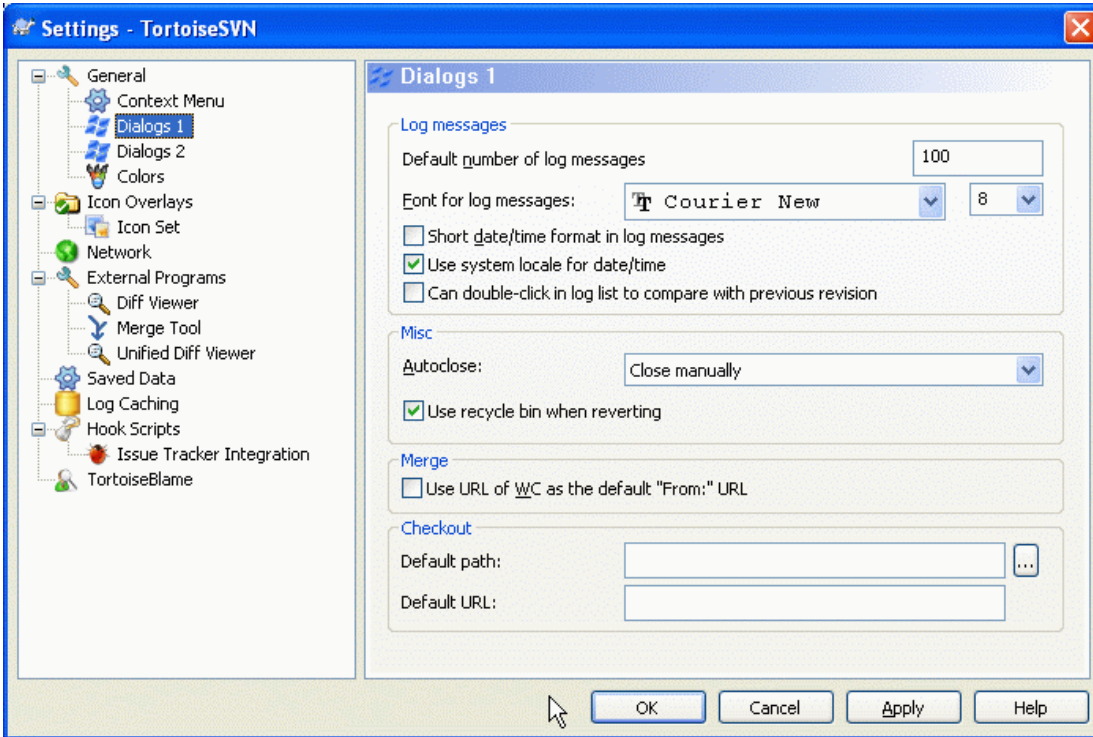 Settings - TortoiseSVN
General
Context Menu
Dialogs 1
Dialogs 2
Colors
Icon Overlays
Icon Set
Network
External Programs
Diff Viewer
Merge Tool
Unified Diff Viewer
Saved Data
Log Caching
Hook Scripts
Issue Tracker Integration
TortoiseBlame
Dialogs 1
Log messages
Default number of log messages 100
Font for log messages: Courier New 8
Short date/time format in log messages
Use system locale for date/time
Can double-click in log list to compare with previous revision
Misc
Autoclose: Close manually
Use recycle bin when reverting
Merge
Use URL of WC as the default "From:" URL
Checkout
Default path: ...
Default URL:
OK Cancel Apply Help